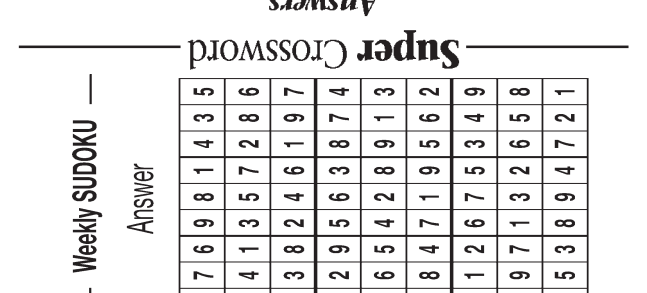 Answers
Super Crossword
Weekly SUDOKU
Answer
7 6 9 8 1 4 3 5
4 1 3 5 7 2 8 6
3 8 2 4 6 1 9 7
2 9 5 6 3 8 7 4
6 5 4 2 8 9 1 3
8 4 7 1 9 5 6 2
1 2 6 7 5 3 4 9
9 7 1 3 2 6 5 8
5 3 8 9 4 7 2 1